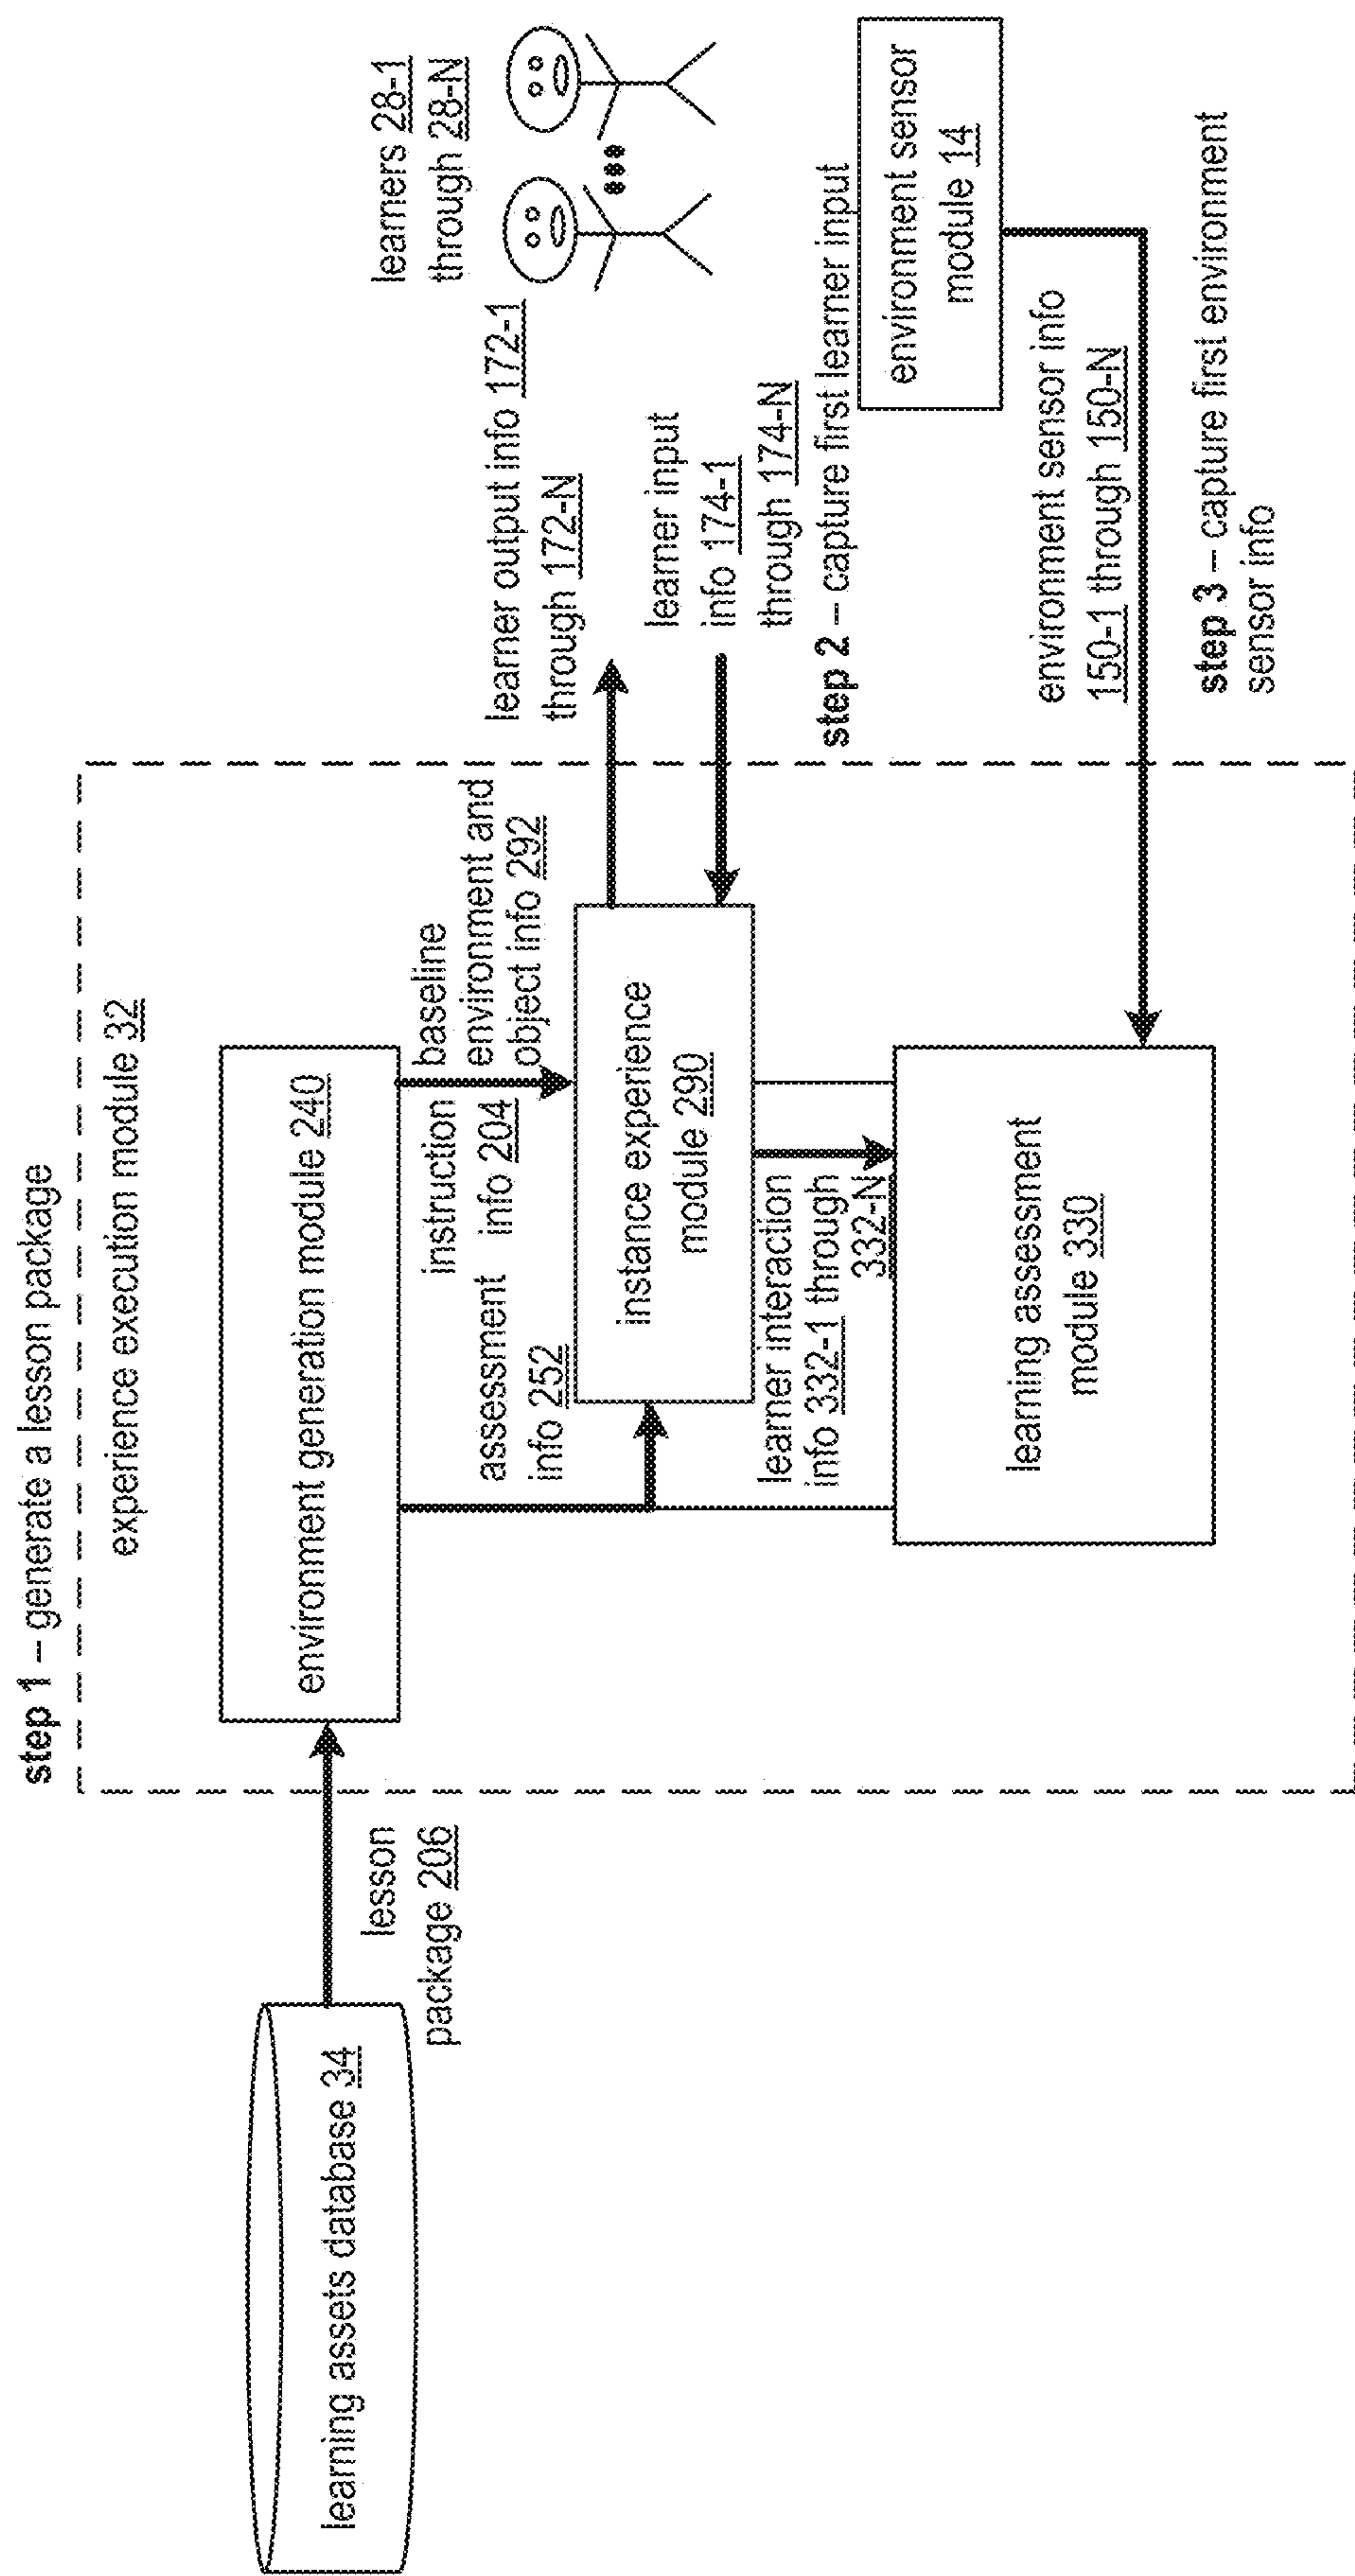 step 1 – generate a lesson package
experience execution module 32
learning assets database 34
lesson
package 206
environment generation module 240
assessment
info 252
instruction
info 204
baseline
environment and
object info 292
instance experience
module 290
learner output info 172-1
through 172-N
learners 28-1
through 28-N
learner input
info 174-1
through 174-N
step 2 – capture first learner input
learner interaction
info 332-1 through
332-N
learning assessment
module 330
environment sensor
module 14
environment sensor info
150-1 through 150-N
step 3 – capture first environment
sensor info